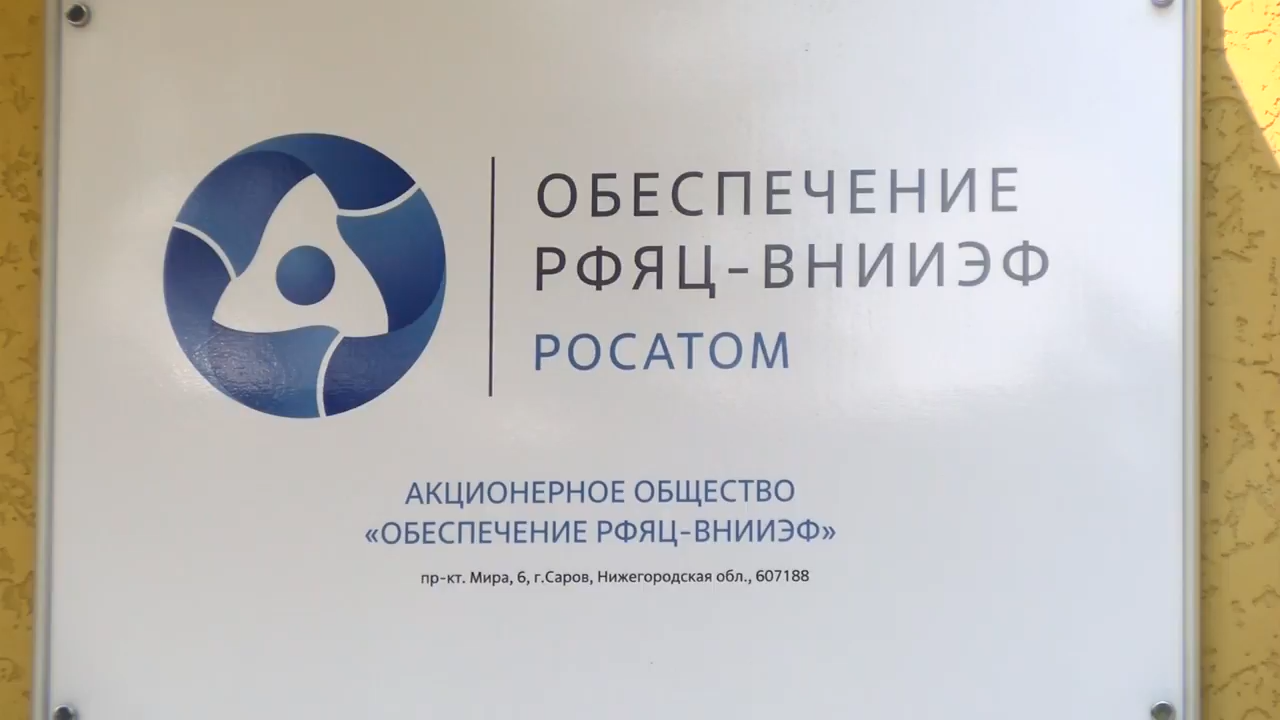 ОБЕСПЕЧЕНИЕ
РФЯЦ-ВНИИЭФ
РОСАТОМ
АКЦИОНЕРНОЕ ОБЩЕСТВО
«ОБЕСПЕЧЕНИЕ РФЯЦ-ВНИИЭФ»
пр-кт. Мира, 6, г.Саров, Нижегородская обл., 607188